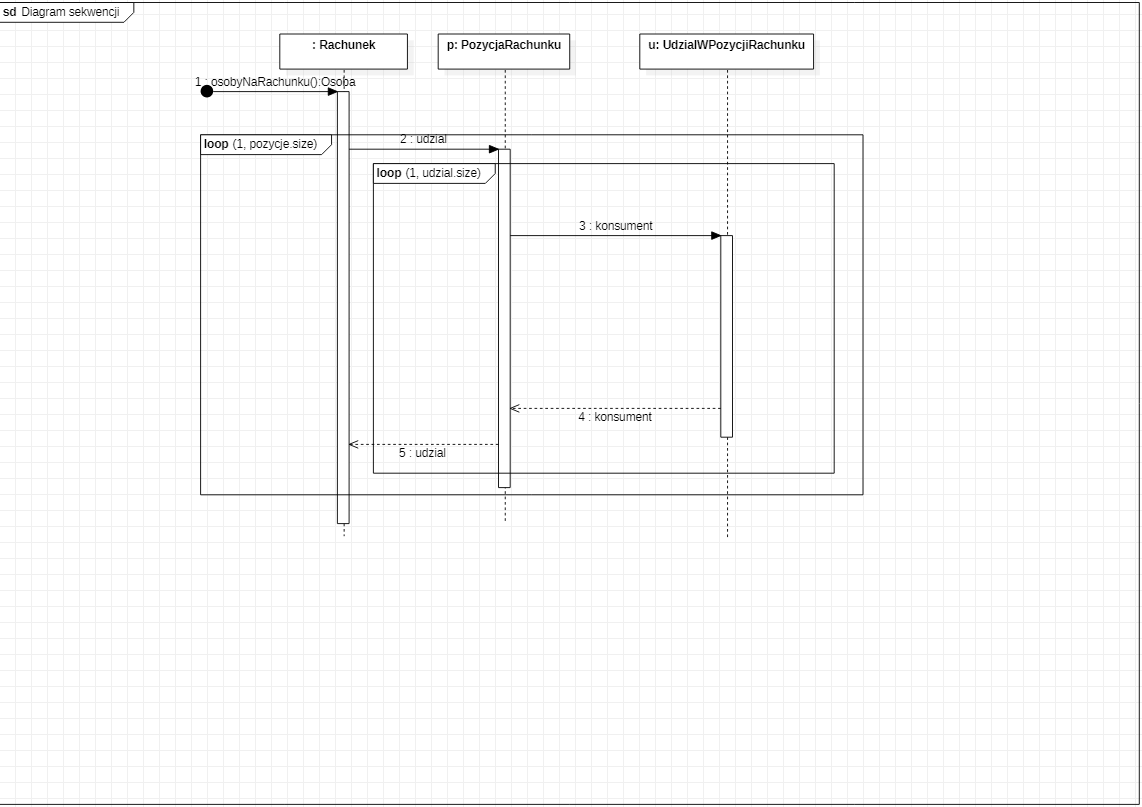 sd Diagram sekwencji
: Rachunek
p: PozycjaRachunku
u: UdzialWPozycjiRachunku
1 : osobyNaRachunku():Osoba
loop (1, pozycje.size)
2 : udzial
loop (1, udzial.size)
3 : konsument
4 : konsument
5 : udzial